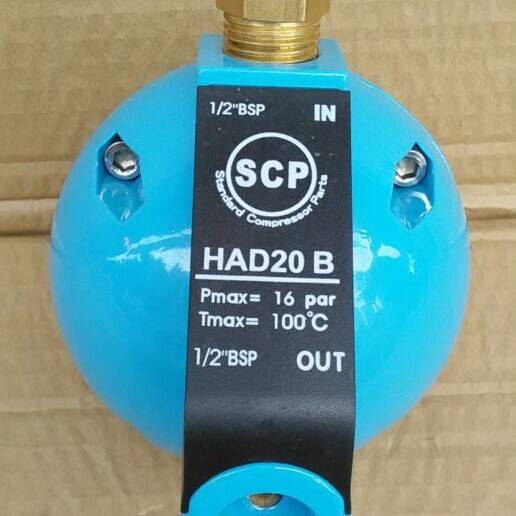 1/2"BSP IN
SCP
Standard Compressor Parts
HAD20 B
Pmax= 16 par
Tmax= 100°C
1/2"BSP OUT